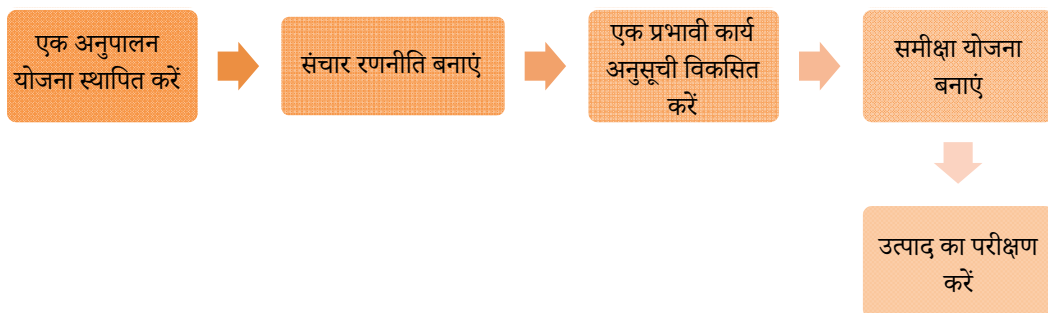 एक अनुपालन
योजना स्थापित करें
संचार रणनीति बनाएं
एक प्रभावी कार्य
अनुसूची विकसित
करें
समीक्षा योजना
बनाएं
उत्पाद का परीक्षण
करें